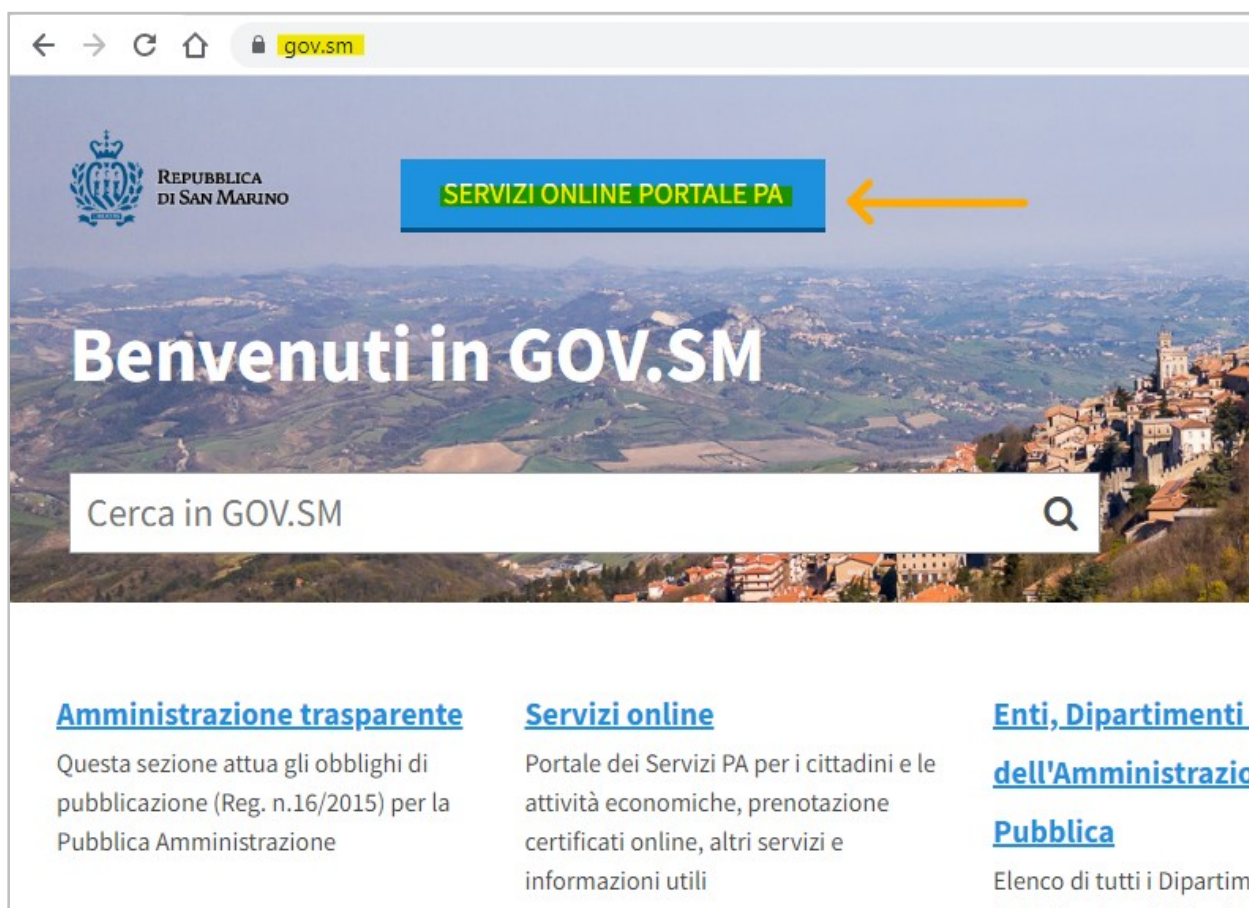 gov.sm
REPUBBLICA
DI SAN MARINO
SERVIZI ONLINE PORTALE PA
Benvenuti in GOV.SM
Cerca in GOV.SM
Amministrazione trasparente
Questa sezione attua gli obblighi di
pubblicazione (Reg. n.16/2015) per la
Pubblica Amministrazione
Servizi online
Portale dei Servizi PA per i cittadini e le
attività economiche, prenotazione
certificati online, altri servizi e
informazioni utili
Enti, Dipartimenti
dell'Amministrazio
Pubblica
Elenco di tutti i Dipartim